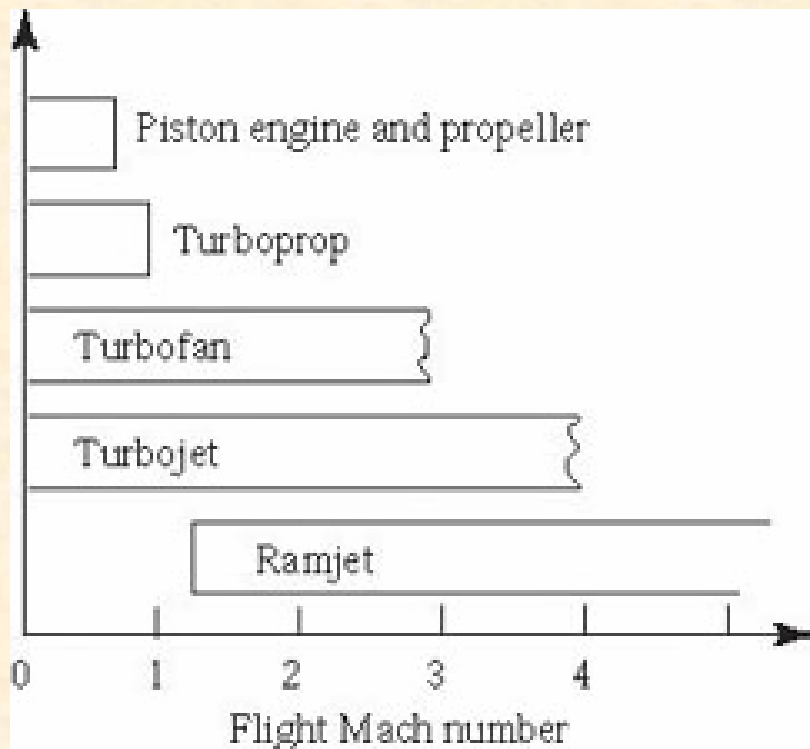 Piston engine and propeller
Turboprop
Turbofan
Turbojet
Ramjet
0 1 2 3 4
Flight Mach number